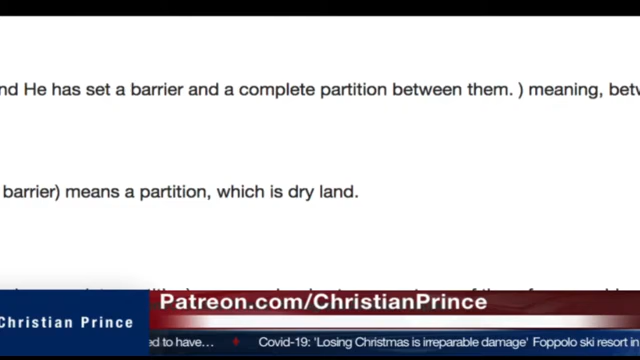 nd He has set a barrier and a complete partition between them. ) meaning, betw
barrier) means a partition, which is dry land.
Patreon.com/ChristianPrince
Christian Prince
ed to have... Covid-19: 'Losing Christmas is irreparable damage' Foppolo ski resort in